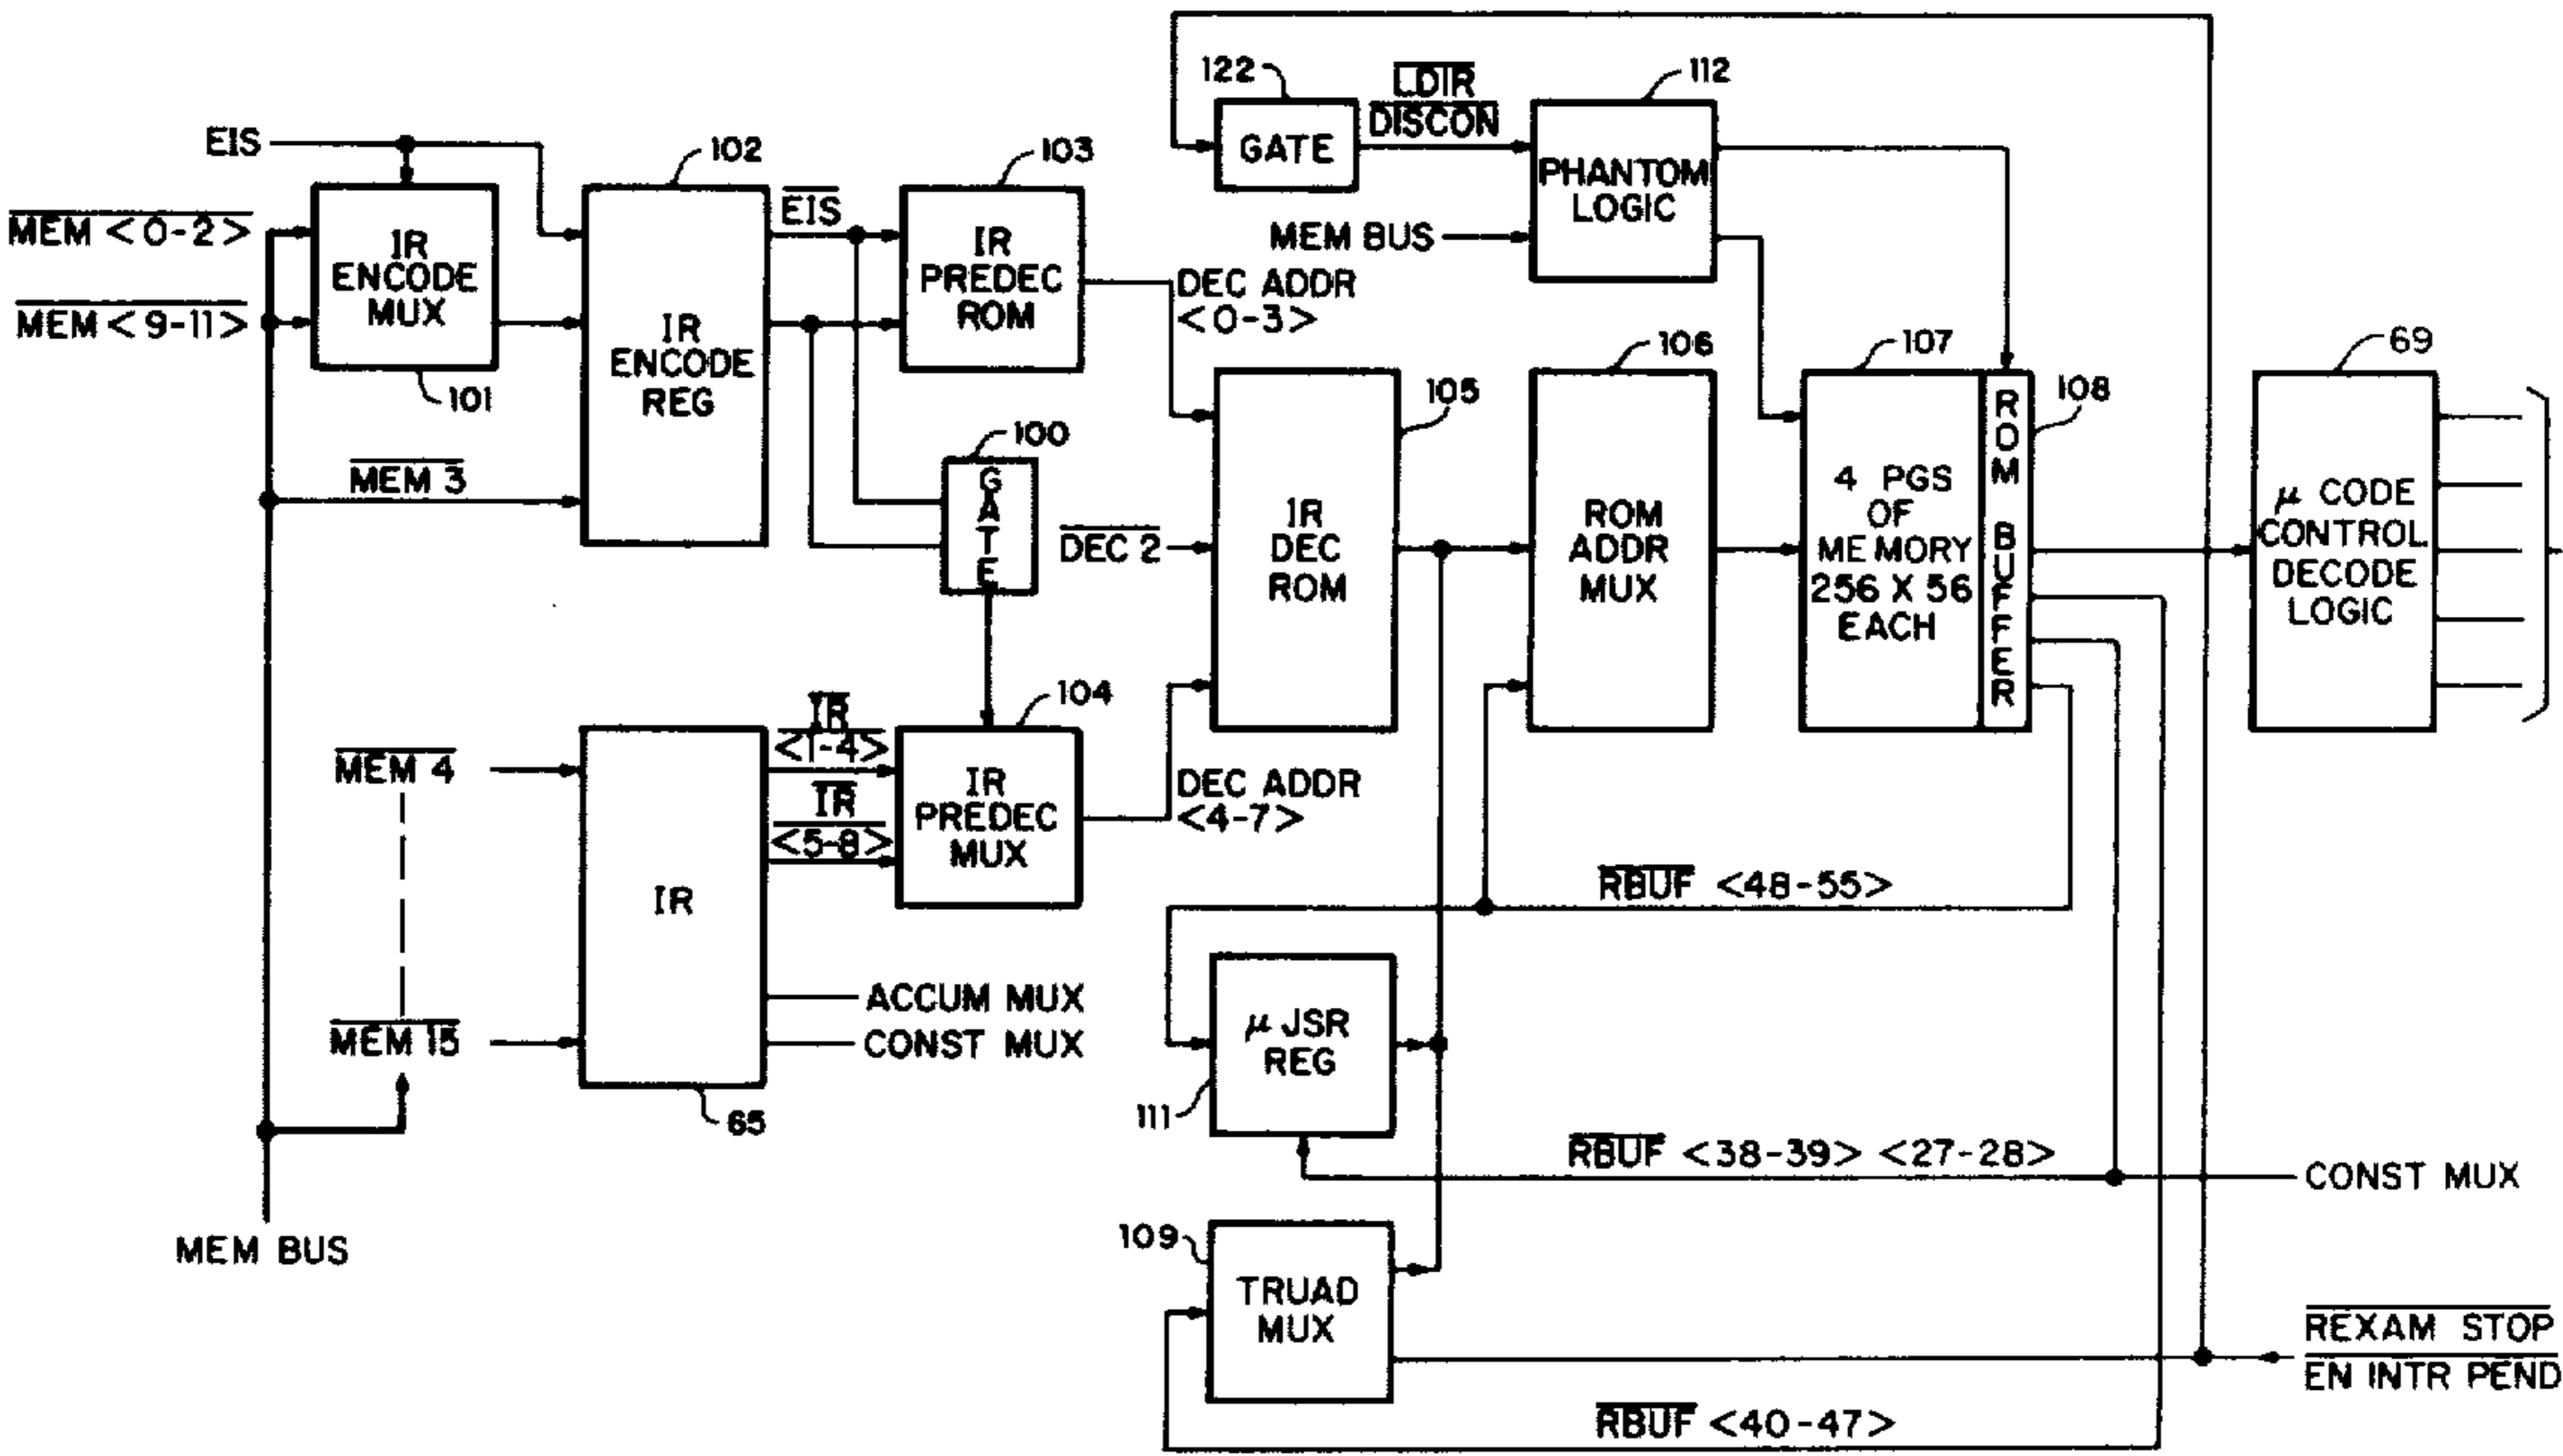 122
LDIR
DISCON
112
GATE
PHANTOM
LOGIC
MEM BUS
EIS
102
103
MEM <0-2>
MEM <9-11>
IR
ENCODE
MUX
101
MEM 3
IR
ENCODE
REG
EIS
IR
PREDEC
ROM
DEC ADDR
<0-3>
100
GATE
DEC 2
105
IR
DEC
ROM
106
ROM
ADDR
MUX
107
4 PGS
OF
MEMORY
256 X 56
EACH
108
ROM BUFFER
69
μ CODE
CONTROL
DECODE
LOGIC
MEM 4
MEM 15
IR
65
IR
<1-4>
IR
<5-8>
104
IR
PREDEC
MUX
DEC ADDR
<4-7>
ACCUM MUX
CONST MUX
MEM BUS
RBUF <48-55>
μ JSR
REG
111
RBUF <38-39> <27-28>
CONST MUX
109
TRUAD
MUX
REXAM STOP
EN INTR PEND
RBUF <40-47>